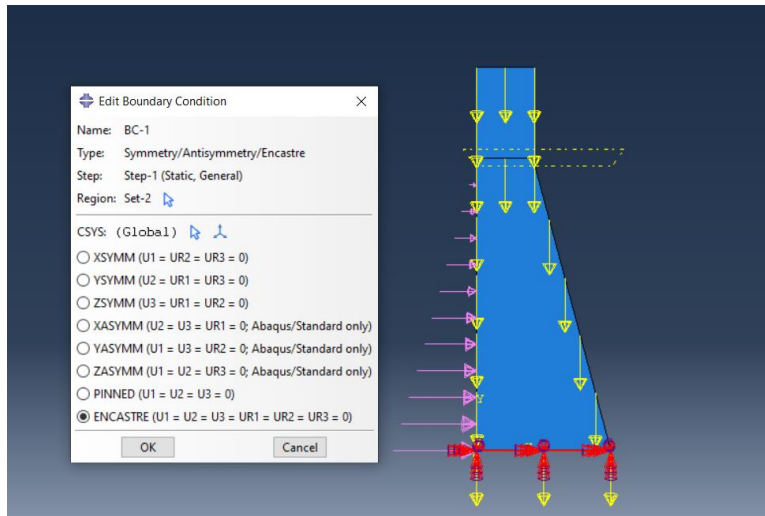 Edit Boundary Condition
Name: BC-1
Type: Symmetry/Antisymmetry/Encastre
Step: Step-1 (Static, General)
Region: Set-2
CSYS: (Global)
XSYMM (U1 = UR2 = UR3 = 0)
YSYMM (U2 = UR1 = UR3 = 0)
ZSYMM (U3 = UR1 = UR2 = 0)
XASYMM (U2 = U3 = UR1 = 0; Abaqus/Standard only)
YASYMM (U1 = U3 = UR2 = 0; Abaqus/Standard only)
ZASYMM (U1 = U2 = UR3 = 0; Abaqus/Standard only)
PINNED (U1 = U2 = U3 = 0)
ENCASTRE (U1 = U2 = U3 = UR1 = UR2 = UR3 = 0)
OK Cancel
Y